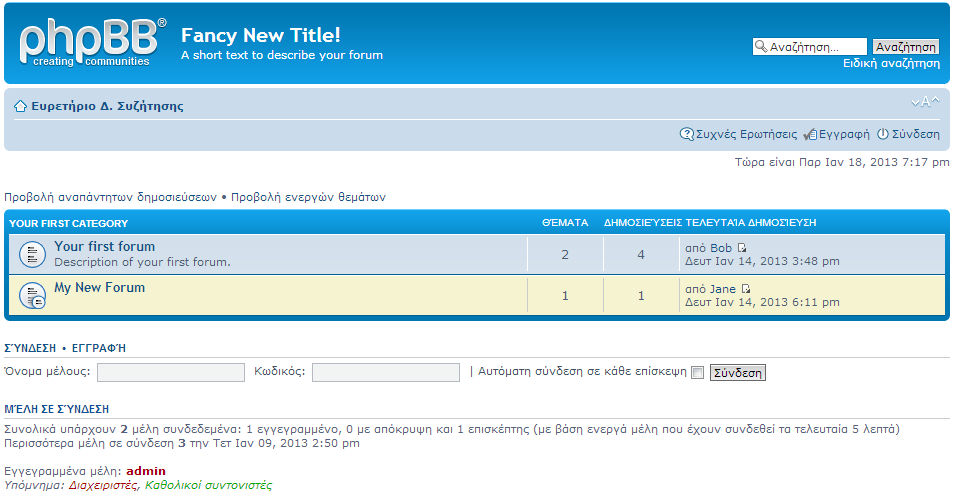 phpBB®
creating communities
Fancy New Title!
A short text to describe your forum
Αναζήτηση... Αναζήτηση
Ειδική αναζήτηση
Ευρετήριο Δ. Συζήτησης
A
Συχνές Ερωτήσεις Εγγραφή Σύνδεση
Τώρα είναι Παρ Ιαν 18, 2013 7:17 pm
Προβολή αναπάντητων δημοσιεύσεων • Προβολή ενεργών θεμάτων
YOUR FIRST CATEGORY ΘΈΜΑΤΑ ΔΗΜΟΣΙΕΎΣΕΙΣ ΤΕΛΕΥΤΑΊΑ ΔΗΜΟΣΊΕΥΣΗ
Your first forum 2 4 από Bob
Description of your first forum. Δευτ Ιαν 14, 2013 3:48 pm
My New Forum 1 1 από Jane
Δευτ Ιαν 14, 2013 6:11 pm
ΣΎΝΔΕΣΗ • ΕΓΓΡΑΦΉ
Όνομα μέλους: Κωδικός: | Αυτόματη σύνδεση σε κάθε επίσκεψη Σύνδεση
ΜΈΛΗ ΣΕ ΣΎΝΔΕΣΗ
Συνολικά υπάρχουν 2 μέλη συνδεδεμένα: 1 εγγεγραμμένο, 0 με απόκρυψη και 1 επισκέπτης (με βάση ενεργά μέλη που έχουν συνδεθεί τα τελευταία 5 λεπτά)
Περισσότερα μέλη σε σύνδεση 3 την Τετ Ιαν 09, 2013 2:50 pm
Εγγεγραμμένα μέλη: admin
Υπόμνημα: Διαχειριστές, Καθολικοί συντονιστές